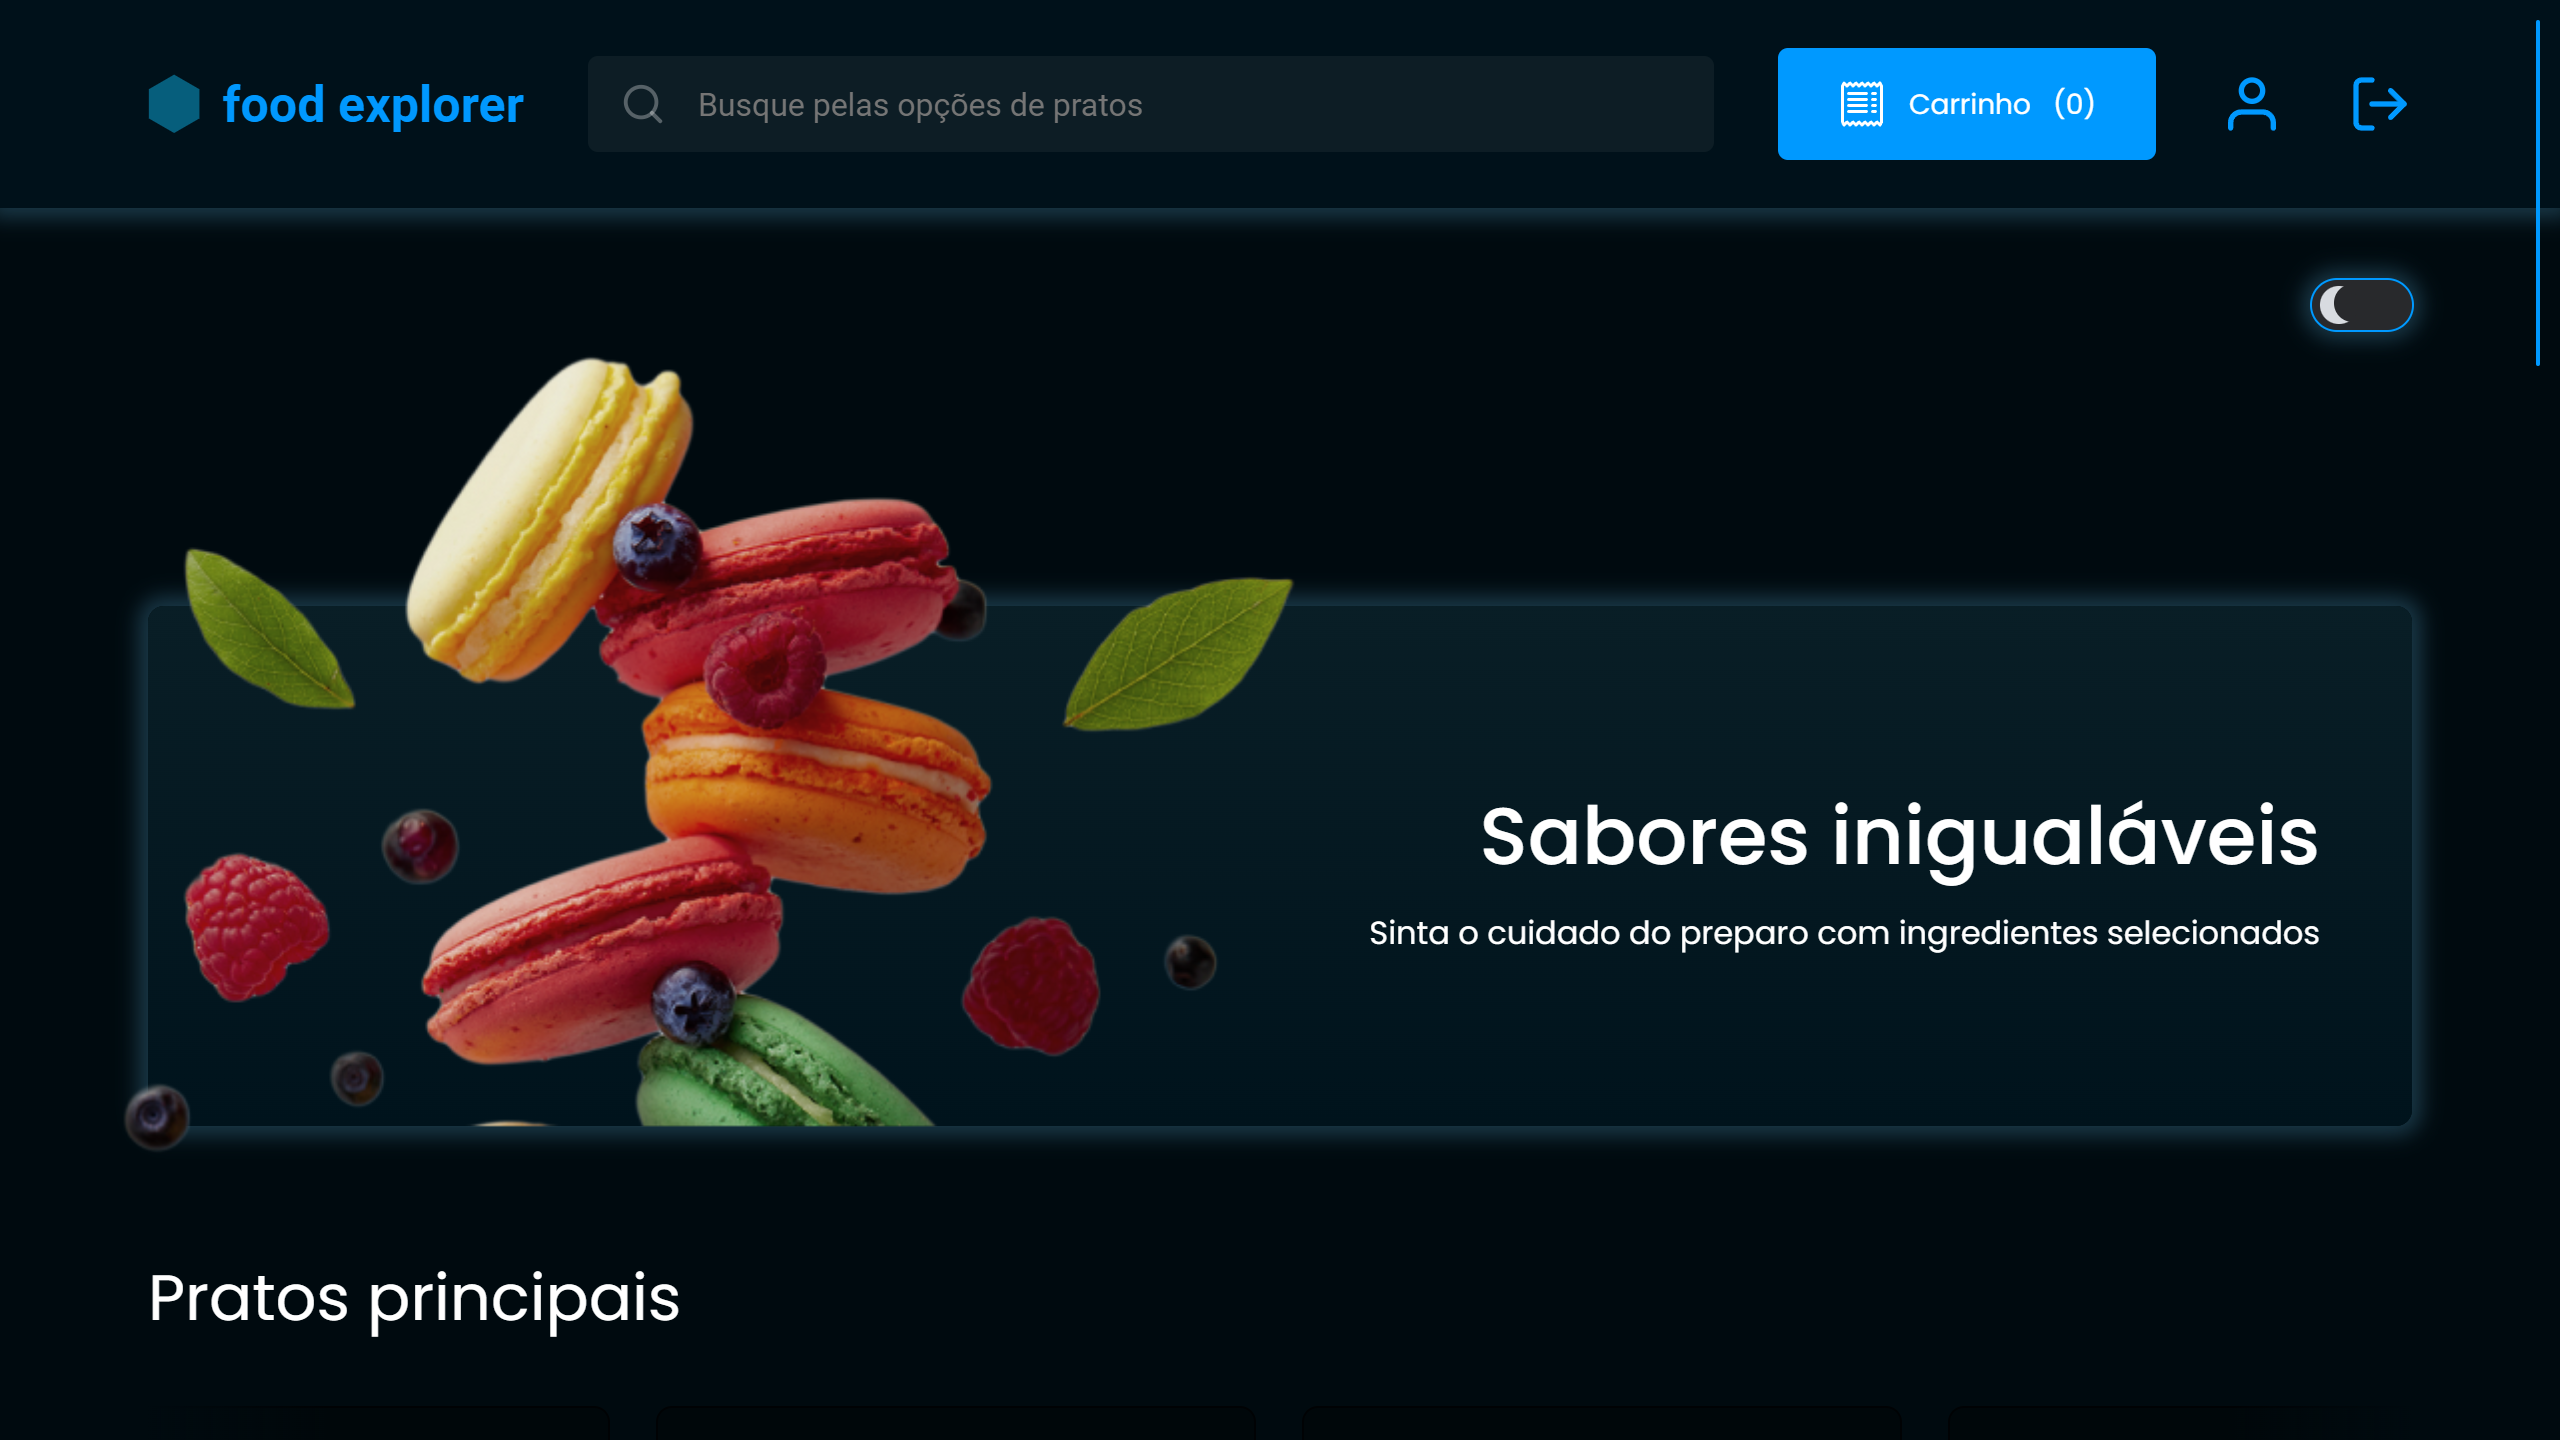 food explorer
Busque pelas opções de pratos
Carrinho (0)
Sabores inigualáveis
Sinta o cuidado do preparo com ingredientes selecionados
Pratos principais